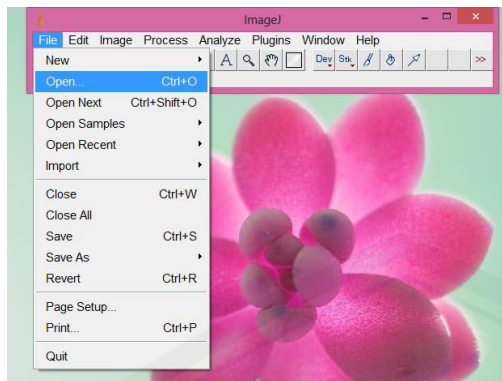 ImageJ
File Edit Image Process Analyze Plugins Window Help
A Dev Stk >>
New
Open... Ctrl+O
Open Next Ctrl+Shift+O
Open Samples
Open Recent
Import
Close Ctrl+W
Close All
Save Ctrl+S
Save As
Revert Ctrl+R
Page Setup...
Print... Ctrl+P
Quit